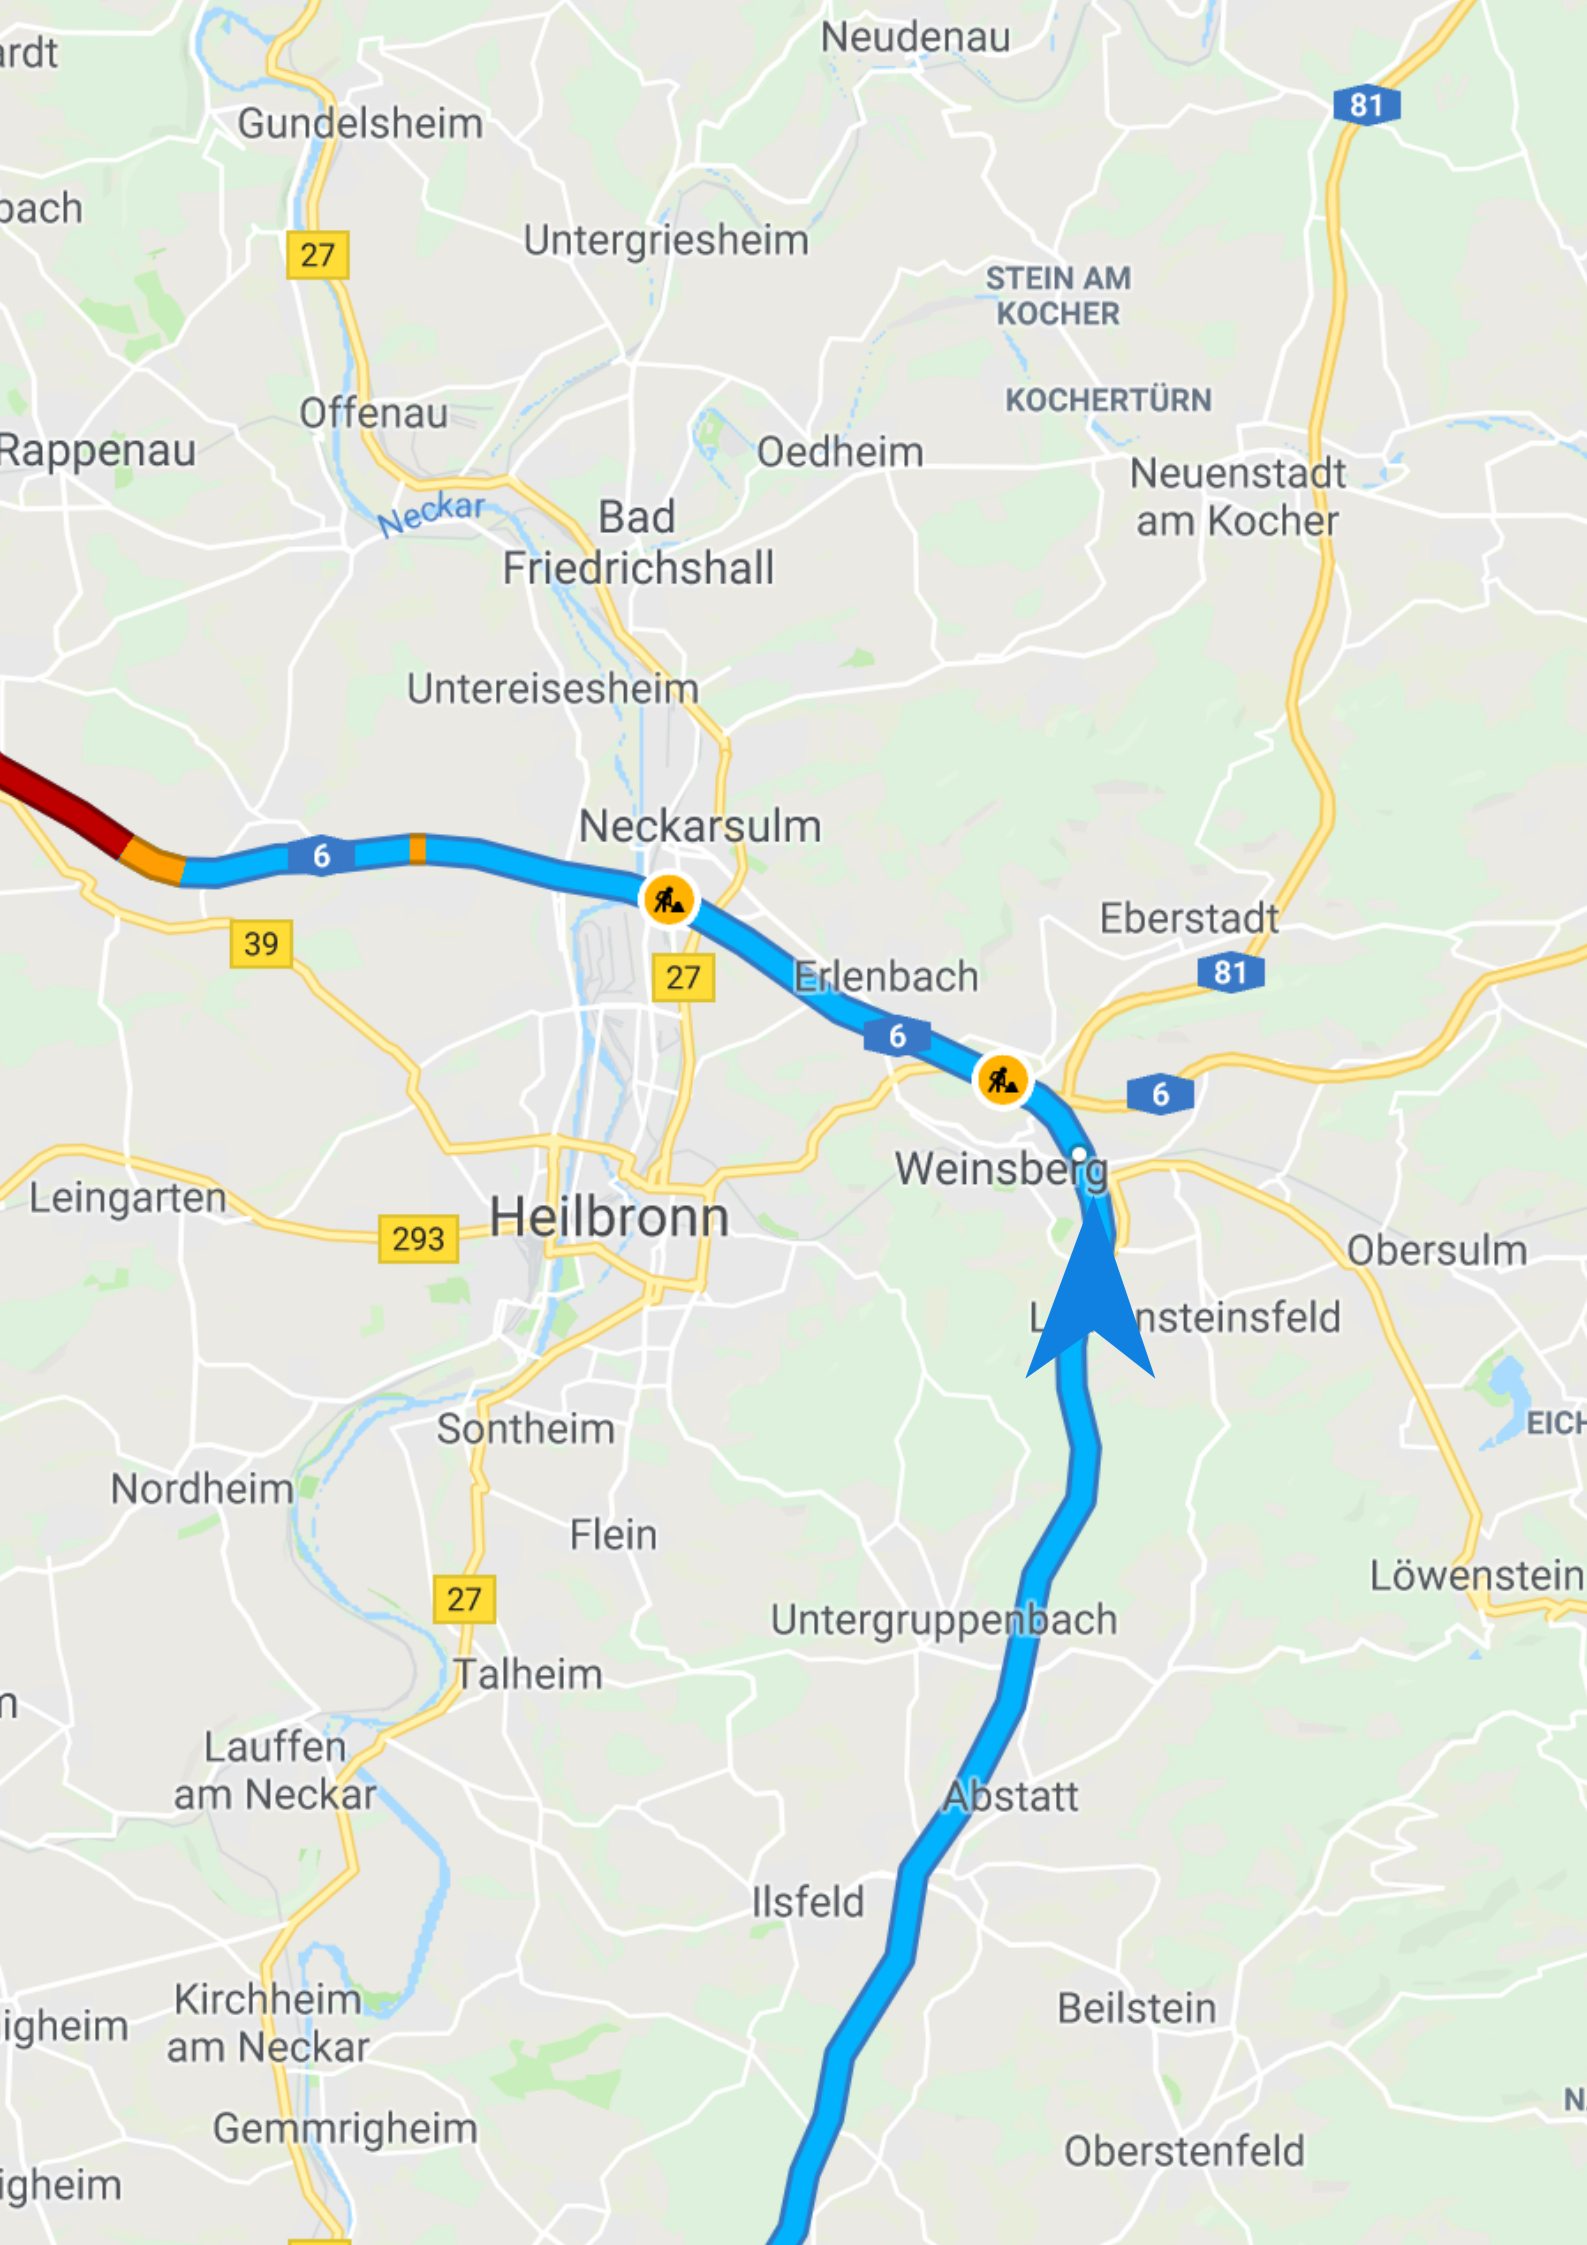 Neudenau
ardt
81
Gundelsheim
bach
Untergriesheim
27
STEIN AM
KOCHER
KOCHERTÜRN
Offenau
Rappenau
Oedheim
Neuenstadt
am Kocher
Neckar
Bad
Friedrichshall
Untereisesheim
Neckarsulm
6
Eberstadt
39
27
Erlenbach
81
6
6
Weinsberg
Leingarten
Heilbronn
293
Obersulm
L
nsteinsfeld
EICH
Sontheim
Nordheim
Flein
Löwenstein
27
Untergruppenbach
Talheim
Lauffen
am Neckar
Abstatt
Ilsfeld
Kirchheim
am Neckar
Beilstein
igheim
Gemmrigheim
Oberstenfeld
igheim